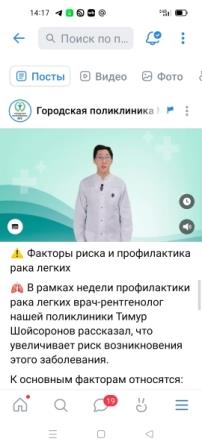 14:17
Поиск по п...
Посты
Видео
Фото
Городская поликлиника
⚠️ Факторы риска и профилактика
рака легких
🫁 В рамках недели профилактики
рака легких врач-рентгенолог
нашей поликлиники Тимур
Шойсоронов рассказал, что
увеличивает риск возникновения
этого заболевания.
К основным факторам относятся:
19